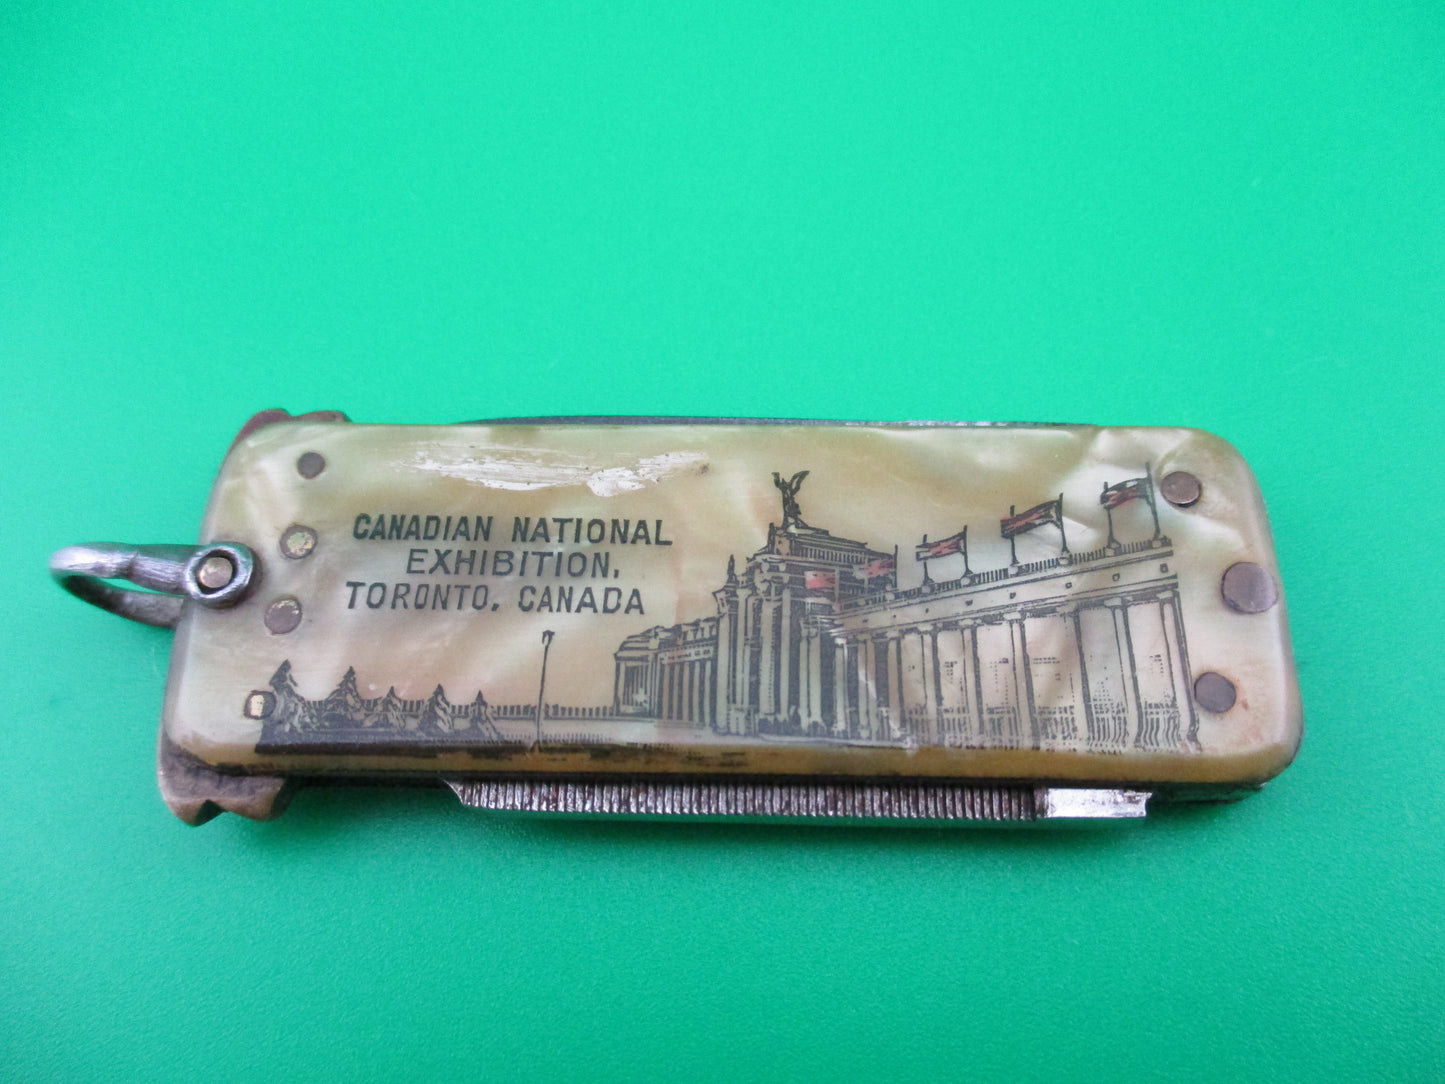 CANADIAN NATIONAL
EXHIBITION,
TORONTO, CANADA